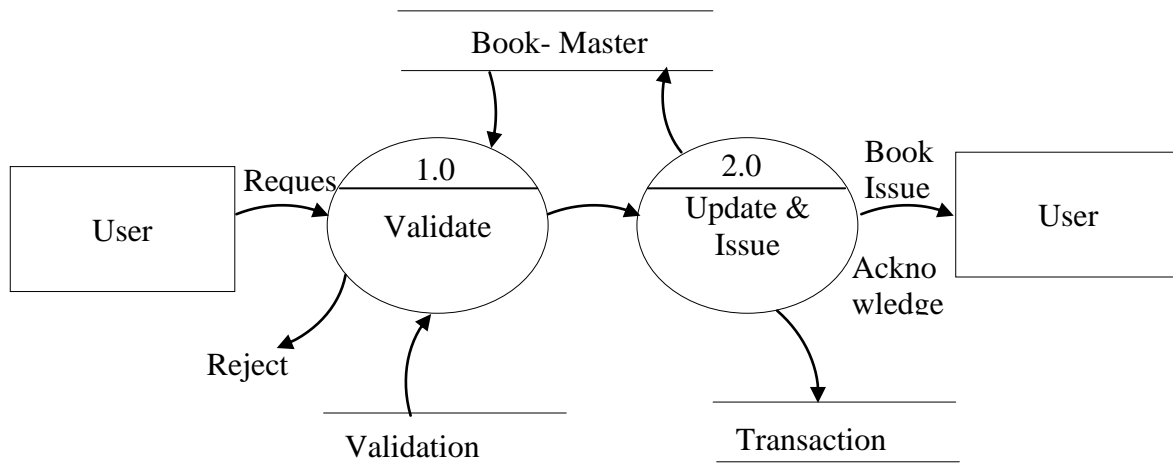 Book- Master
1.0
2.0
Book
Issue
Reques
User
Validate
Update &
Issue
User
Ackno
wledge
Reject
Validation
Transaction